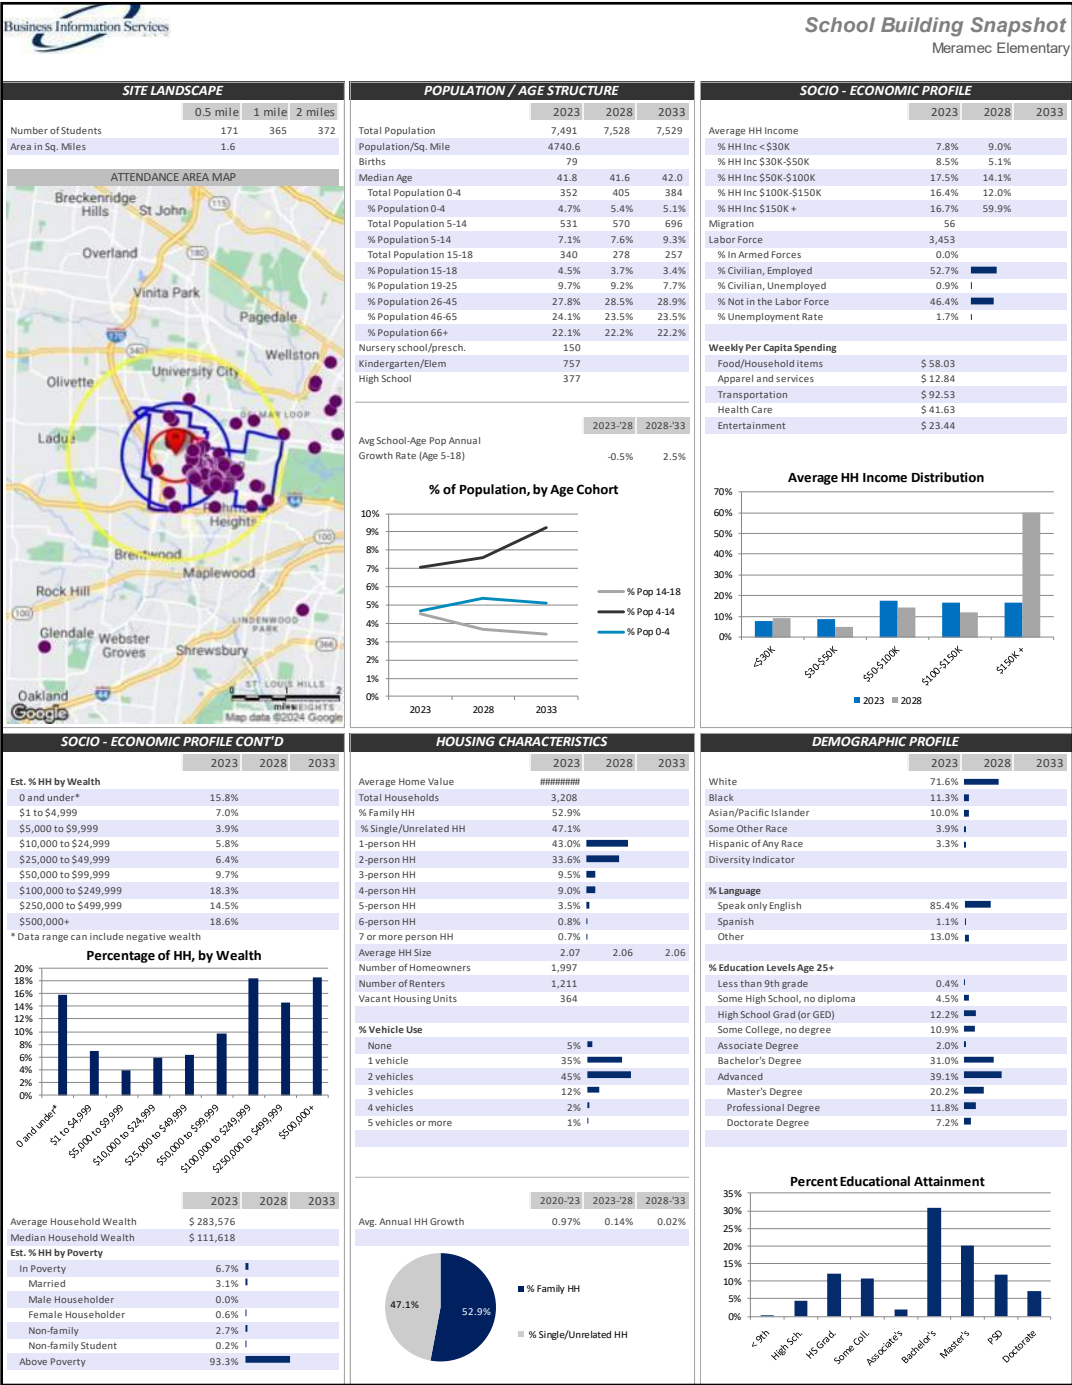 Business Information Services
School Building Snapshot
Meramec Elementary
SITE LANDSCAPE
0.5 mile 1 mile 2 miles
Number of Students 171 365 372
Area in Sq. Miles 1.6
ATTENDANCE AREA MAP
Breckenridge
Hills St John
115
Overland
180
Vinita Park
Pagedale
170
340
Wellston
University City
Olivette
DELMAR LOOP
Ladue
Richmond
Heights
64
100
Brentwood
Maplewood
Rock Hill
100
LINDENWOOD
PARK
Glendale Webster
Groves Shrewsbury
366
ST. LOUIS HILLS
Oakland 44
0 1 2
miles HEIGHTS
Google Map data ©2024 Google
POPULATION / AGE STRUCTURE
2023 2028 2033
Total Population 7,491 7,528 7,529
Population/Sq. Mile 4740.6
Births 79
Median Age 41.8 41.6 42.0
Total Population 0-4 352 405 384
% Population 0-4 4.7% 5.4% 5.1%
Total Population 5-14 531 570 696
% Population 5-14 7.1% 7.6% 9.3%
Total Population 15-18 340 278 257
% Population 15-18 4.5% 3.7% 3.4%
% Population 19-25 9.7% 9.2% 7.7%
% Population 26-45 27.8% 28.5% 28.9%
% Population 46-65 24.1% 23.5% 23.5%
% Population 66+ 22.1% 22.2% 22.2%
Nursery school/presch. 150
Kindergarten/Elem 757
High School 377
2023-'28 2028-'33
Avg School-Age Pop Annual
Growth Rate (Age 5-18) -0.5% 2.5%
% of Population, by Age Cohort
10%
9%
8%
7%
6%
5%
4%
3%
2%
1%
0%
2023 2028 2033
% Pop 14-18
% Pop 4-14
% Pop 0-4
SOCIO - ECONOMIC PROFILE
2023 2028 2033
Average HH Income
% HH Inc < $30K 7.8% 9.0%
% HH Inc $30K-$50K 8.5% 5.1%
% HH Inc $50K-$100K 17.5% 14.1%
% HH Inc $100K-$150K 16.4% 12.0%
% HH Inc $150K + 16.7% 59.9%
Migration 56
Labor Force 3,453
% In Armed Forces 0.0%
% Civilian, Employed 52.7%
% Civilian, Unemployed 0.9%
% Not in the Labor Force 46.4%
% Unemployment Rate 1.7%
Weekly Per Capita Spending
Food/Household items $ 58.03
Apparel and services $ 12.84
Transportation $ 92.53
Health Care $ 41.63
Entertainment $ 23.44
Average HH Income Distribution
70%
60%
50%
40%
30%
20%
10%
0%
<$30K $30-$50K $50-$100K $100-$150K $150K +
2023 2028
SOCIO - ECONOMIC PROFILE CONT'D
2023 2028 2033
Est. % HH by Wealth
0 and under* 15.8%
$1 to $4,999 7.0%
$5,000 to $9,999 3.9%
$10,000 to $24,999 5.8%
$25,000 to $49,999 6.4%
$50,000 to $99,999 9.7%
$100,000 to $249,999 18.3%
$250,000 to $499,999 14.5%
$500,000+ 18.6%
* Data range can include negative wealth
Percentage of HH, by Wealth
20%
18%
16%
14%
12%
10%
8%
6%
4%
2%
0%
0 and under* $1 to $4,999 $5,000 to $9,999 $10,000 to $24,999 $25,000 to $49,999 $50,000 to $99,999 $100,000 to $249,999 $250,000 to $499,999 $500,000+
2023 2028 2033
Average Household Wealth $ 283,576
Median Household Wealth $ 111,618
Est. % HH by Poverty
In Poverty 6.7%
Married 3.1%
Male Householder 0.0%
Female Householder 0.6%
Non-family 2.7%
Non-family Student 0.2%
Above Poverty 93.3%
HOUSING CHARACTERISTICS
2023 2028 2033
Average Home Value ########
Total Households 3,208
% Family HH 52.9%
% Single/Unrelated HH 47.1%
1-person HH 43.0%
2-person HH 33.6%
3-person HH 9.5%
4-person HH 9.0%
5-person HH 3.5%
6-person HH 0.8%
7 or more person HH 0.7%
Average HH Size 2.07 2.06 2.06
Number of Homeowners 1,997
Number of Renters 1,211
Vacant Housing Units 364
% Vehicle Use
None 5%
1 vehicle 35%
2 vehicles 45%
3 vehicles 12%
4 vehicles 2%
5 vehicles or more 1%
2020-'23 2023-'28 2028-'33
Avg. Annual HH Growth 0.97% 0.14% 0.02%
47.1%
52.9%
% Family HH
% Single/Unrelated HH
DEMOGRAPHIC PROFILE
2023 2028 2033
White 71.6%
Black 11.3%
Asian/Pacific Islander 10.0%
Some Other Race 3.9%
Hispanic of Any Race 3.3%
Diversity Indicator
% Language
Speak only English 85.4%
Spanish 1.1%
Other 13.0%
% Education Levels Age 25+
Less than 9th grade 0.4%
Some High School, no diploma 4.5%
High School Grad (or GED) 12.2%
Some College, no degree 10.9%
Associate Degree 2.0%
Bachelor's Degree 31.0%
Advanced 39.1%
Master's Degree 20.2%
Professional Degree 11.8%
Doctorate Degree 7.2%
Percent Educational Attainment
35%
30%
25%
20%
15%
10%
5%
0%
< 9th High Sch. HS Grad. Some Coll. Associate's Bachelor's Master's PSD Doctorate